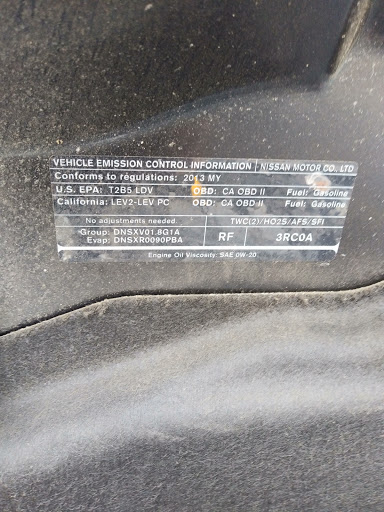 VEHICLE EMISSION CONTROL INFORMATION NISSAN MOTOR CO., LTD
Conforms to regulations: 2013 MY
U.S. EPA: T2B5 LDV OBD: CA OBD II Fuel: Gasoline
California: LEV2-LEV PC OBD: CA OBD II Fuel: Gasoline
No adjustments needed. TWC(2)/HO2S/AFS/SFI
Group: DNSXV01.8G1A
Evap: DNSXR0090PBA
RF 3RC0A
Engine Oil Viscosity: SAE 0W-20